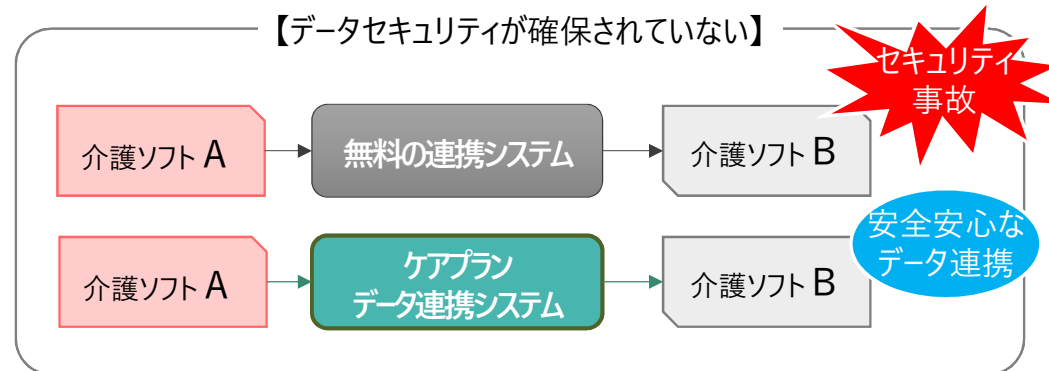 【データセキュリティが確保されていない】
セキュリティ
事故
介護ソフト A
無料の連携システム
介護ソフト B
安全安心な
データ連携
介護ソフト A
ケアプラン
データ連携システム
介護ソフト B